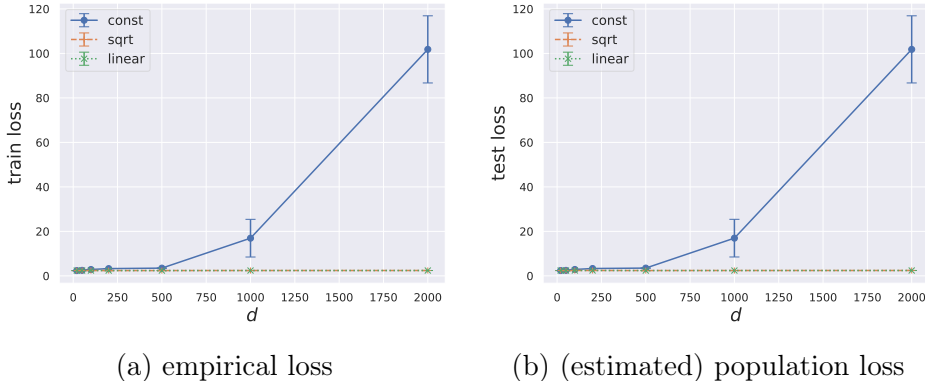 120
100
80
60
40
20
0
train loss
const
sqrt
linear
0 250 500 750 1000 1250 1500 1750 2000
d
(a) empirical loss
120
100
80
60
40
20
0
test loss
const
sqrt
linear
0 250 500 750 1000 1250 1500 1750 2000
d
(b) (estimated) population loss